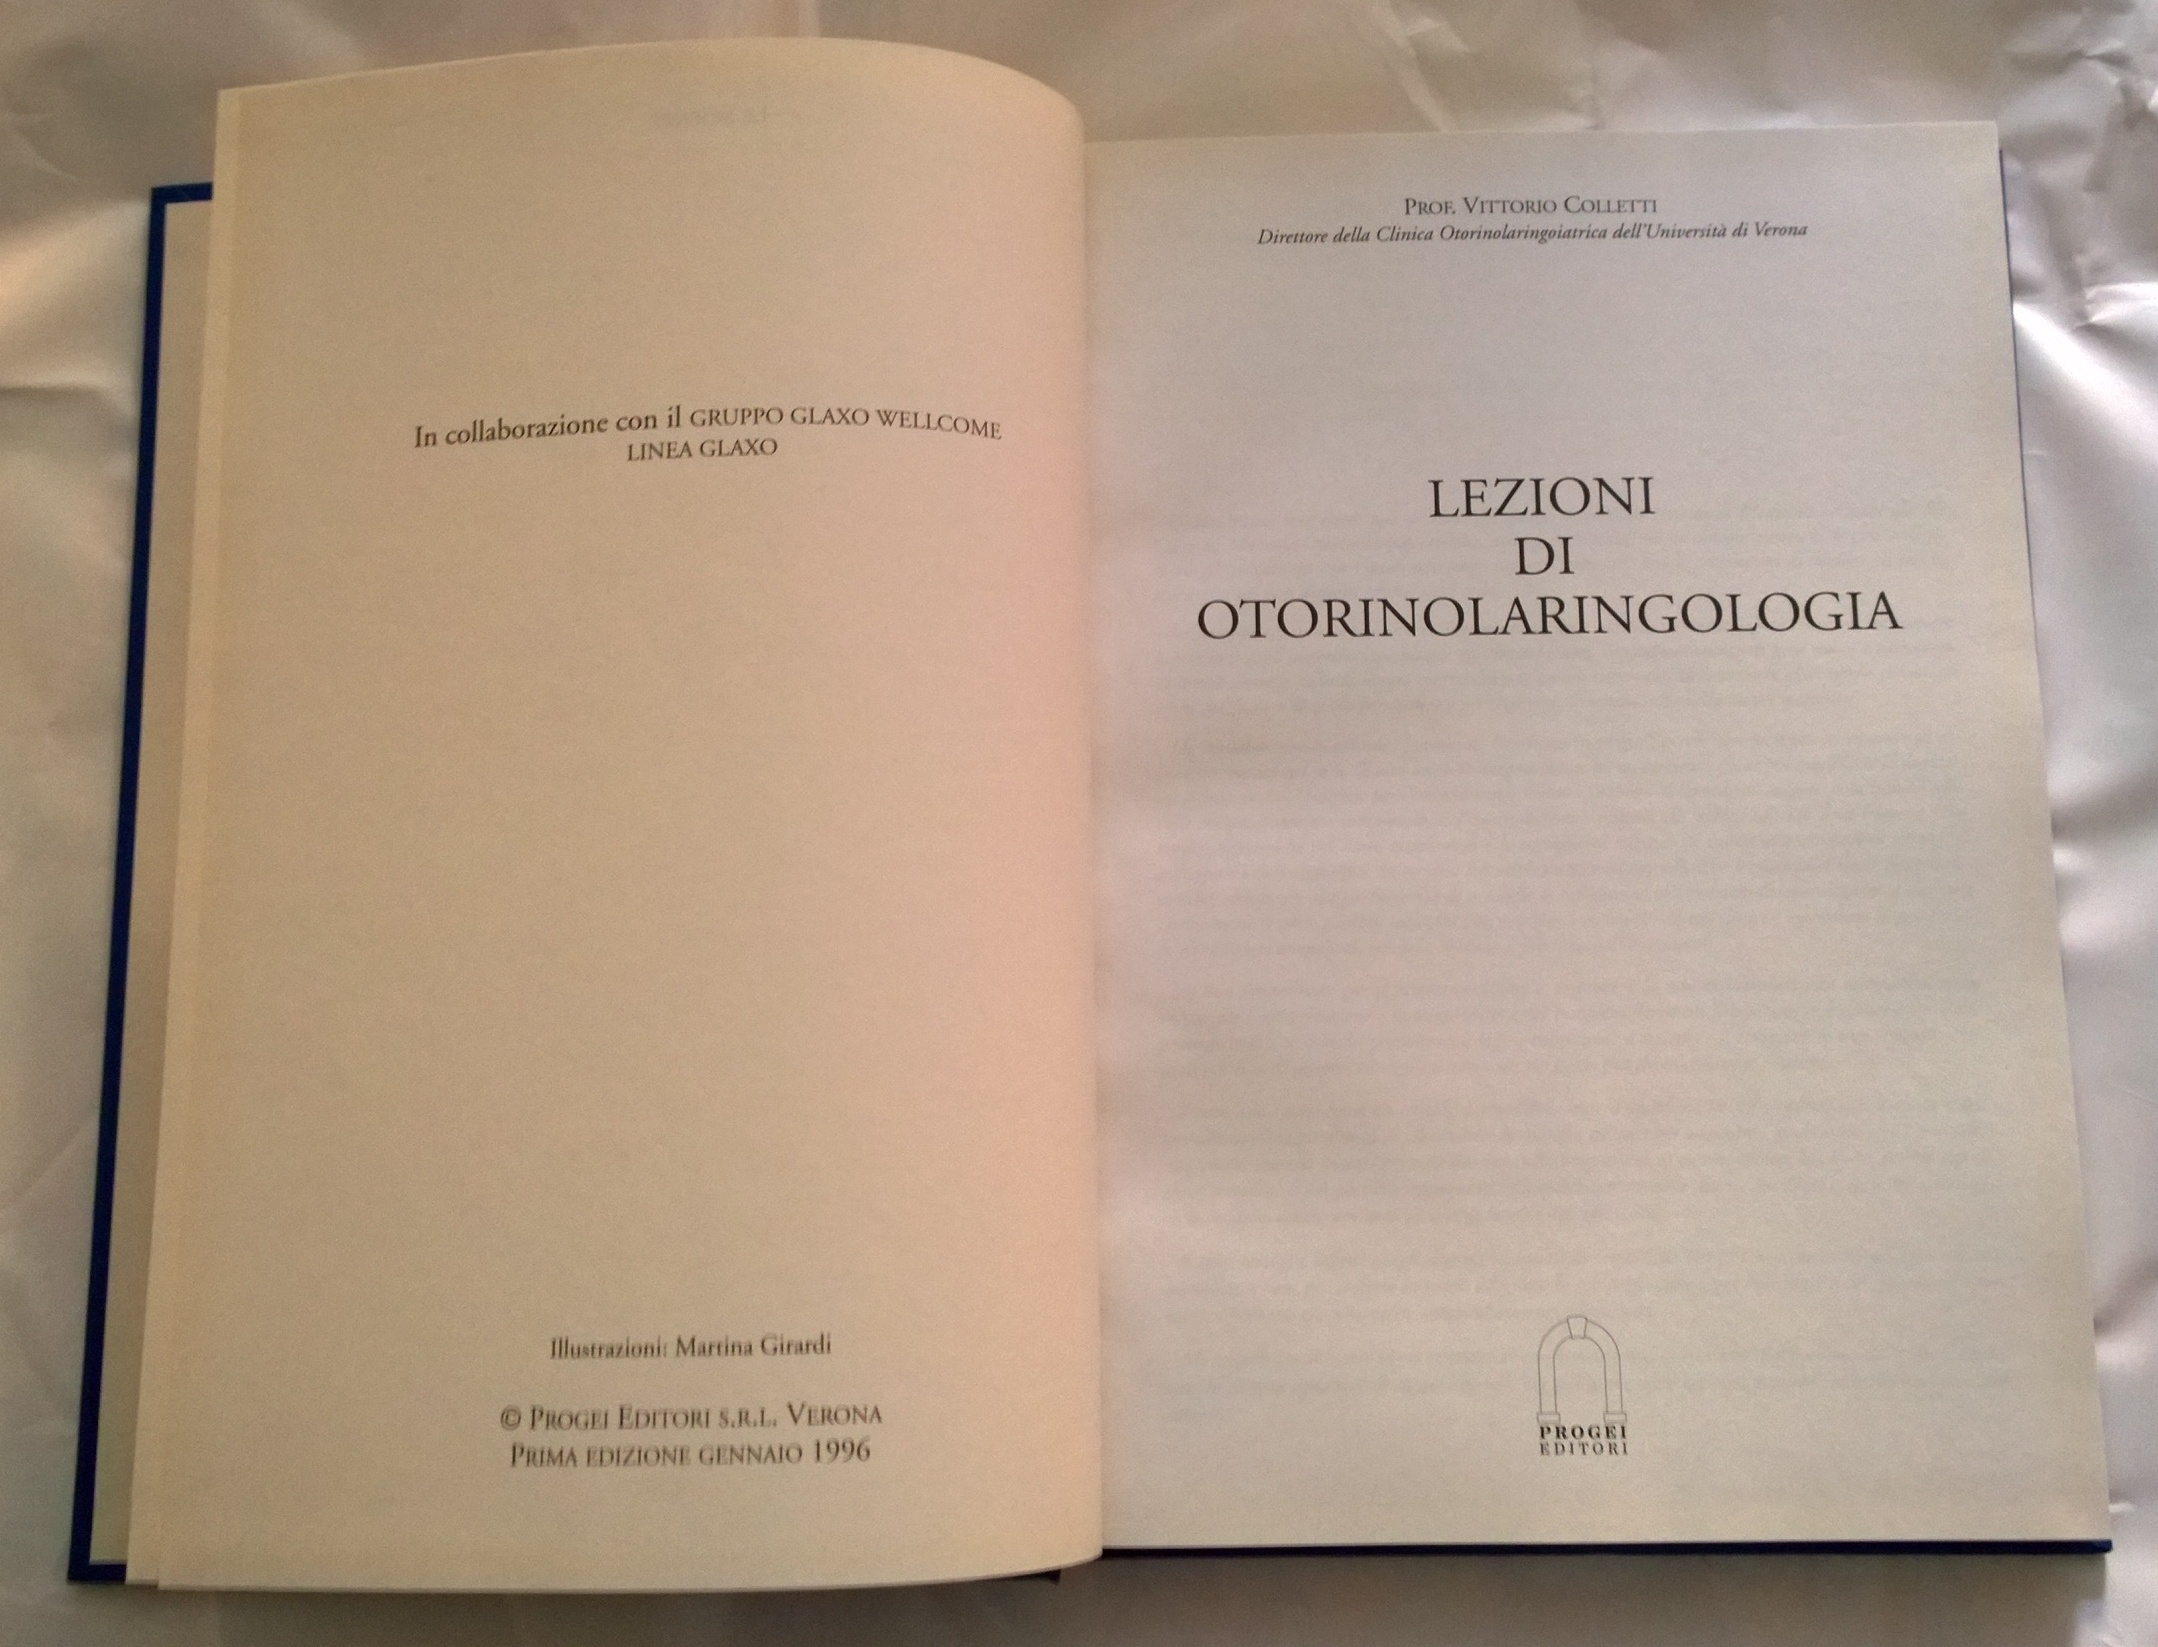 In collaborazione con il GRUPPO GLAXO WELLCOME
LINEA GLAXO
Illustrazioni: Martina Girardi
© PROGEI EDITORI S.R.L. VERONA
PRIMA EDIZIONE GENNAIO 1996
PROF. VITTORIO COLLETTI
Direttore della Clinica Otorinolaringoiatrica dell'Università di Verona
LEZIONI
DI
OTORINOLARINGOLOGIA
PROGEI
EDITORI